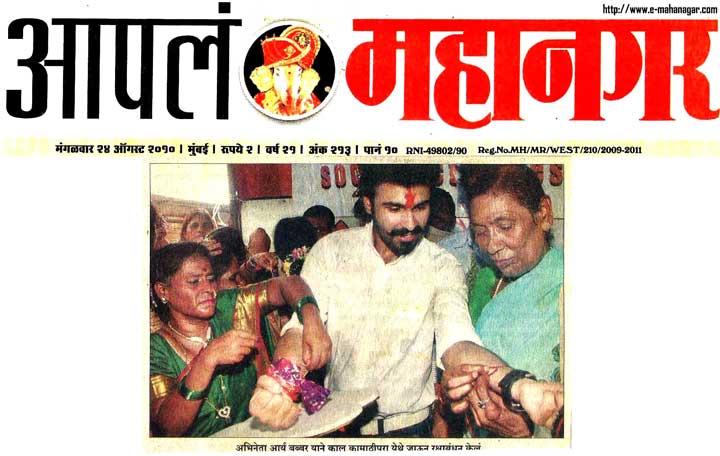 http://www.e-mahanagar.com
आपलं महानगर
मंगळवार २४ ऑगस्ट २०१० । मुंबई । रुपये २ । वर्ष २१ । अंक २१३ । पानं १० RNI-49802/90 Reg.No.MH/MR/WEST/210/2009-2011
SOC
अभिनेता आर्य बब्बर याने काल कामाठीपुरा येथे जाऊन रक्षाबंधन केलं